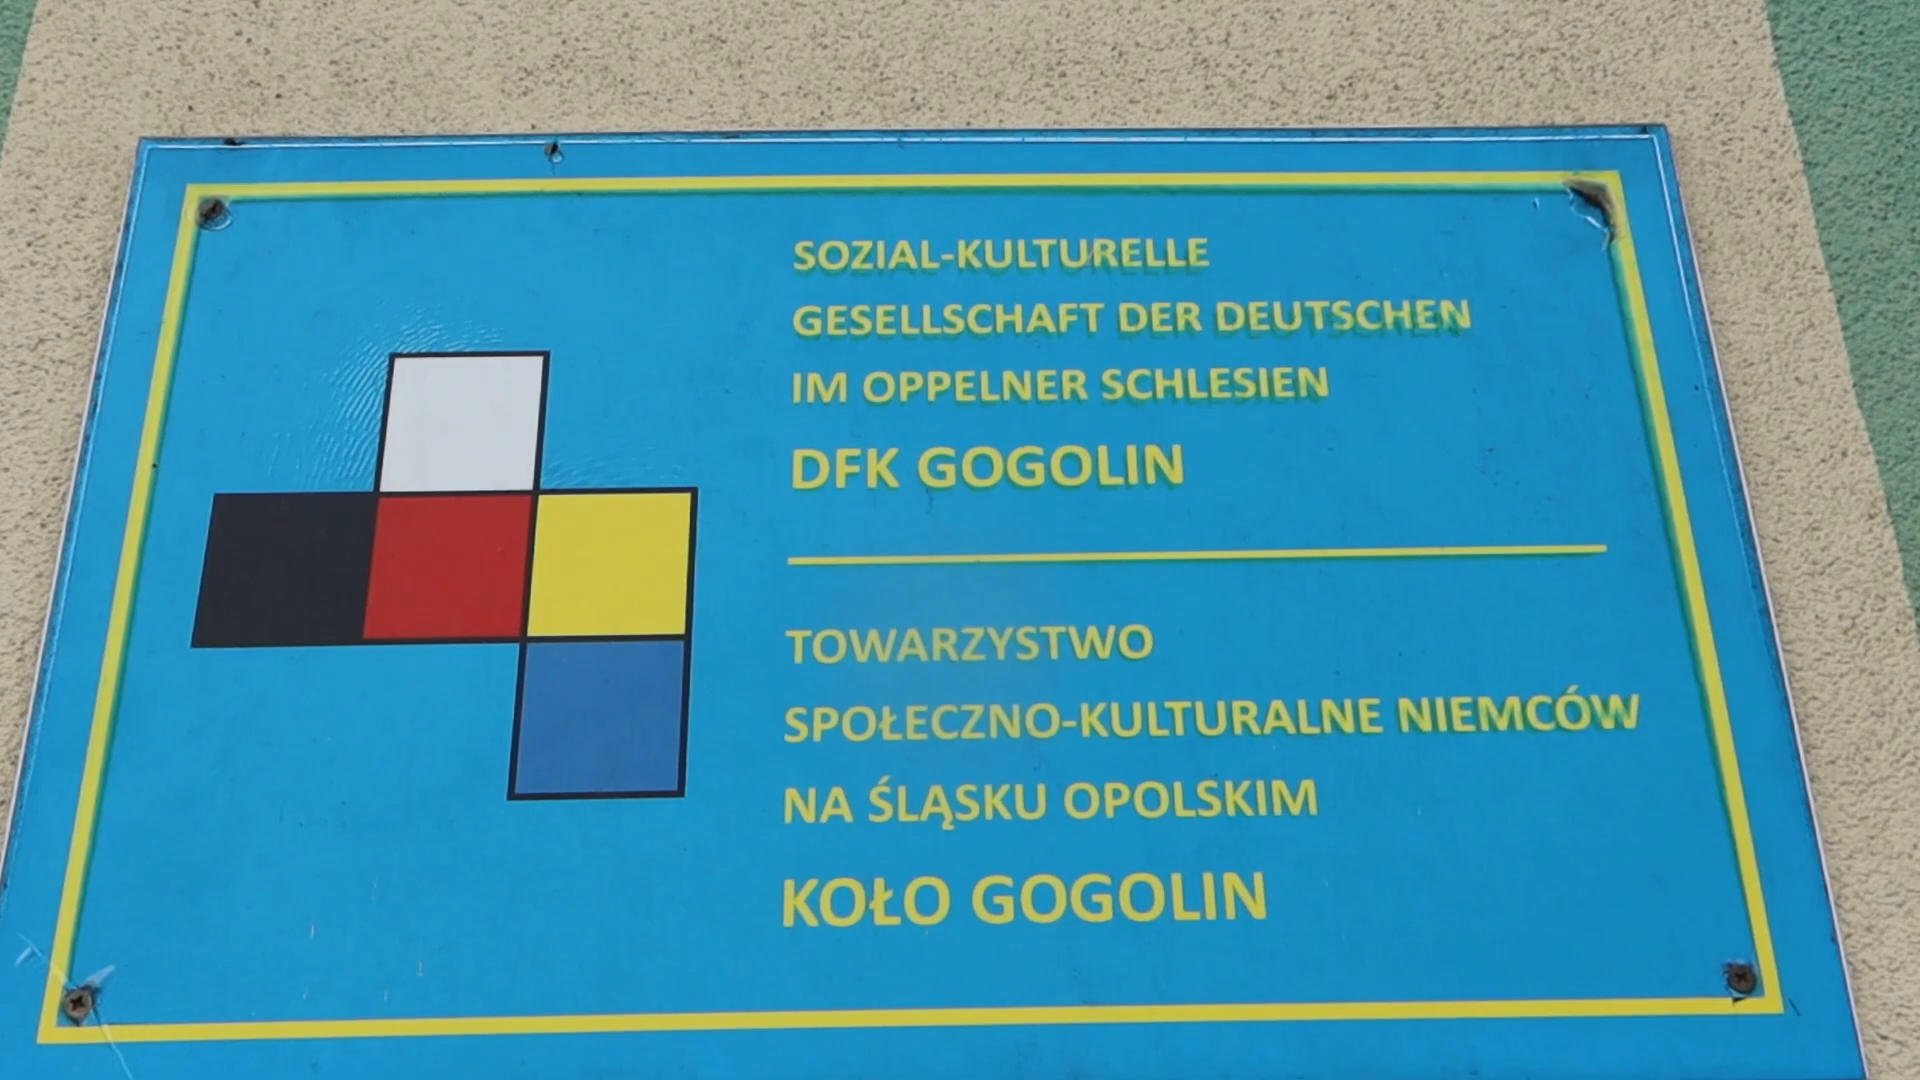 SOZIAL-KULTURELLE
GESELLSCHAFT DER DEUTSCHEN
IM OPPELNER SCHLESIEN
DFK GOGOLIN
TOWARZYSTWO
SPOŁECZNO-KULTURALNE NIEMCÓW
NA ŚLĄSKU OPOLSKIM
KOŁO GOGOLIN